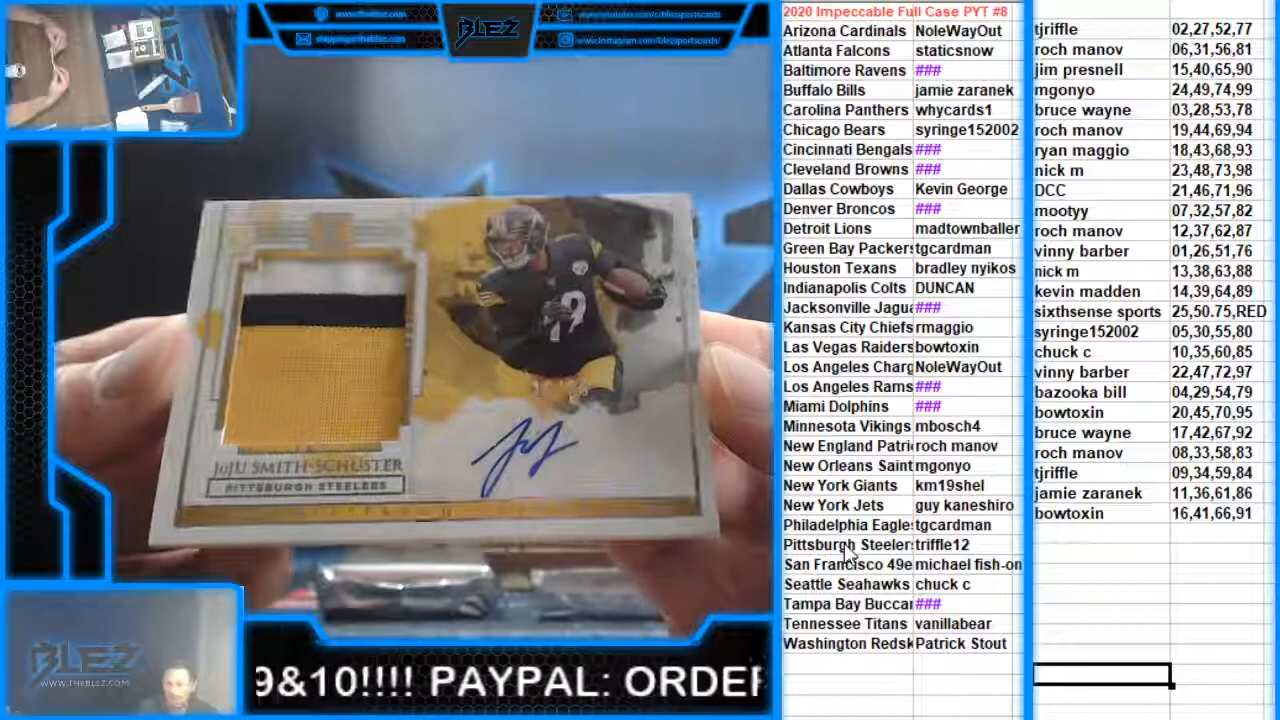 www.theblez.com
BLEZ
2020 Impeccable Full Case PYT #8
Arizona Cardinals NoleWayOut
Atlanta Falcons staticsnow
Baltimore Ravens ###
Buffalo Bills jamie zaranek
Carolina Panthers whycards1
Chicago Bears syringe152002
Cincinnati Bengals ###
Cleveland Browns ###
Dallas Cowboys Kevin George
Denver Broncos ###
Detroit Lions madtownballer
Green Bay Packers tgcardman
Houston Texans bradley nyikos
Indianapolis Colts DUNCAN
Jacksonville Jagua ###
Kansas City Chiefs rmaggio
Las Vegas Raiders bowtoxin
Los Angeles Charg NoleWayOut
Los Angeles Rams ###
Miami Dolphins ###
Minnesota Vikings mbosch4
New England Patri roch manov
New Orleans Saint mgonyo
New York Giants km19shel
New York Jets guy kaneshiro
Philadelphia Eagle tgcardman
Pittsburgh Steeler triffle12
San Francisco 49e michael fish-on
Seattle Seahawks chuck c
Tampa Bay Bucca ###
Tennessee Titans vanillabear
Washington Redsk Patrick Stout
tjriffle 02,27,52,77
roch manov 06,31,56,81
jim presnell 15,40,65,90
mgonyo 24,49,74,99
bruce wayne 03,28,53,78
roch manov 19,44,69,94
ryan maggio 18,43,68,93
nick m 23,48,73,98
DCC 21,46,71,96
mootyy 07,32,57,82
roch manov 12,37,62,87
vinny barber 01,26,51,76
nick m 13,38,63,88
kevin madden 14,39,64,89
sixthsense sports 25,50.75,RED
syringe152002 05,30,55,80
chuck c 10,35,60,85
vinny barber 22,47,72,97
bazooka bill 04,29,54,79
bowtoxin 20,45,70,95
bruce wayne 17,42,67,92
roch manov 08,33,58,83
tjriffle 09,34,59,84
jamie zaranek 11,36,61,86
bowtoxin 16,41,66,91
19
JuJu SMITH-SCHUSTER
PITTSBURGH STEELERS
BLEZ
WWW.THEBLEZ.COM
9&10!!!! PAYPAL: ORDER